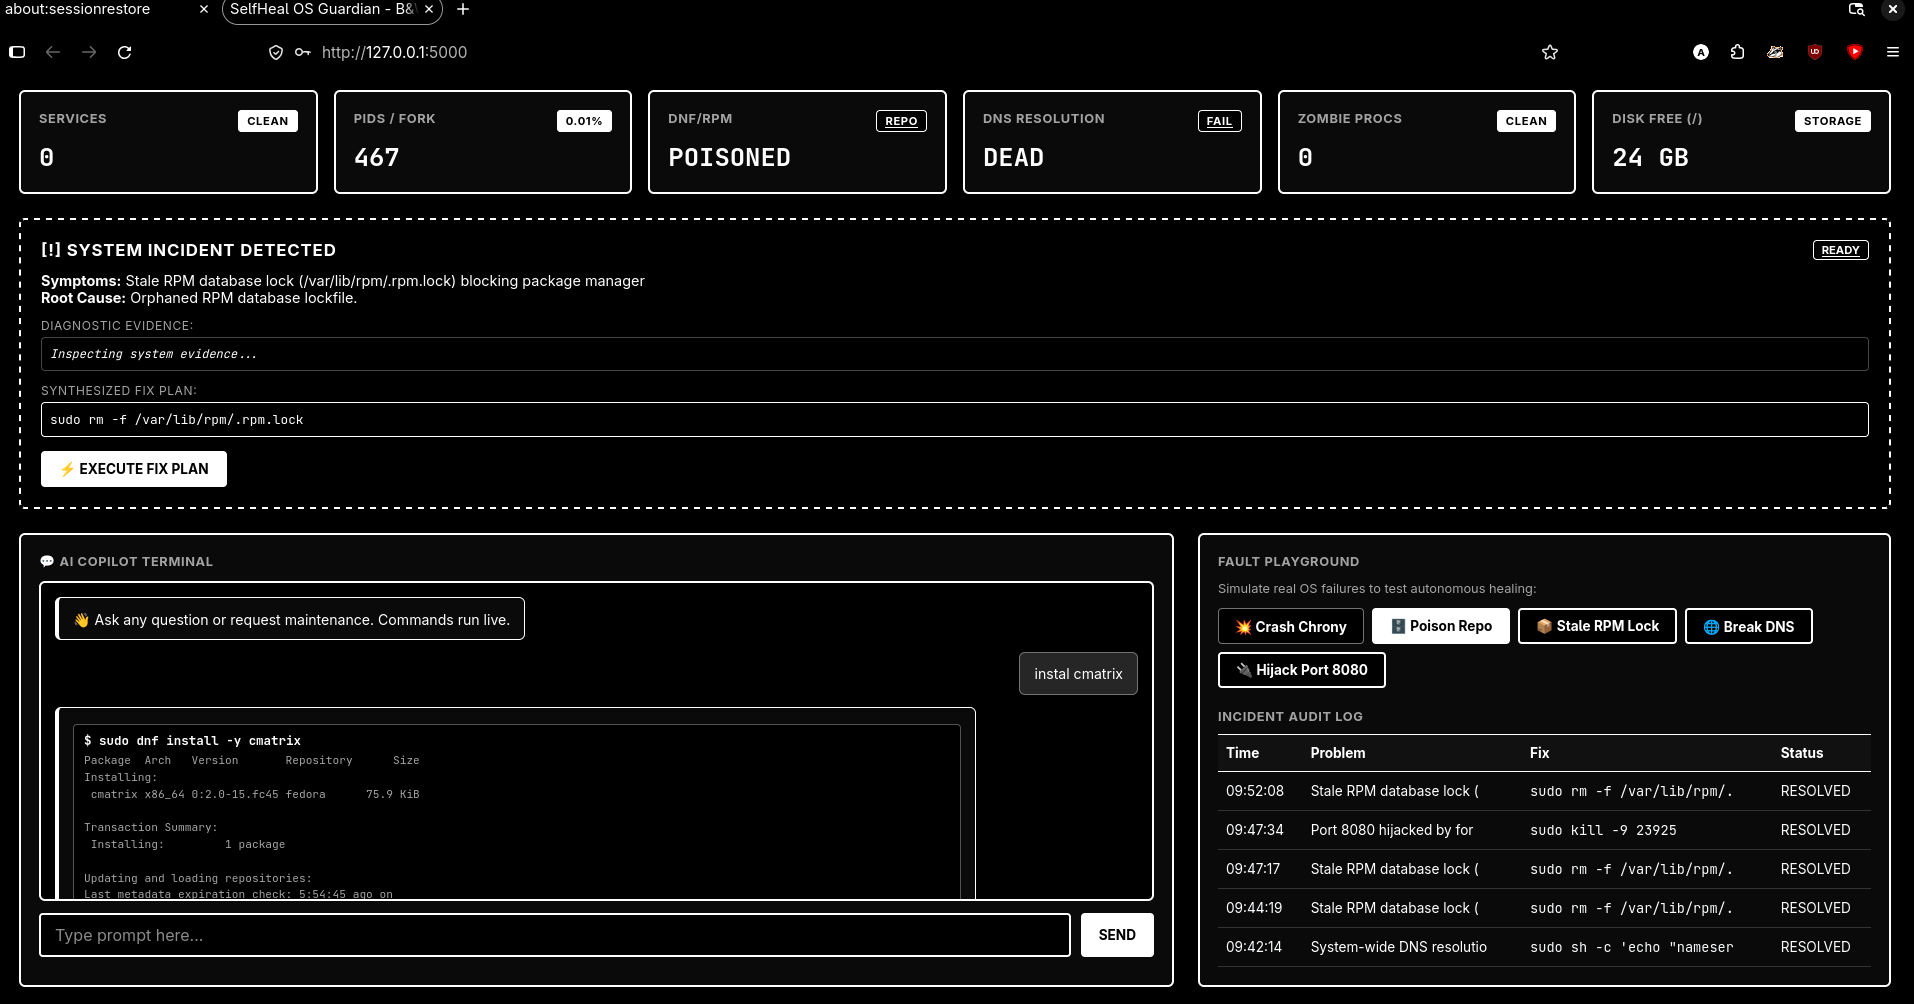 about:sessionrestore
SelfHeal OS Guardian - B&
http://127.0.0.1:5000
SERVICES
CLEAN
0
PIDS / FORK
0.01%
467
DNF/RPM
REPO
POISONED
DNS RESOLUTION
FAIL
DEAD
ZOMBIE PROCS
CLEAN
0
DISK FREE (/)
STORAGE
24 GB
[!] SYSTEM INCIDENT DETECTED
READY
Symptoms: Stale RPM database lock (/var/lib/rpm/.rpm.lock) blocking package manager
Root Cause: Orphaned RPM database lockfile.
DIAGNOSTIC EVIDENCE:
Inspecting system evidence...
SYNTHESIZED FIX PLAN:
sudo rm -f /var/lib/rpm/.rpm.lock
⚡ EXECUTE FIX PLAN
💬 AI COPILOT TERMINAL
👋 Ask any question or request maintenance. Commands run live.
instal cmatrix
$ sudo dnf install -y cmatrix
Package Arch Version Repository Size
Installing:
cmatrix x86_64 0:2.0-15.fc45 fedora 75.9 KiB
Transaction Summary:
Installing: 1 package
Updating and loading repositories:
Last metadata expiration check: 5:54:45 ago on
Type prompt here...
SEND
FAULT PLAYGROUND
Simulate real OS failures to test autonomous healing:
💥 Crash Chrony
🗄️ Poison Repo
📦 Stale RPM Lock
🌐 Break DNS
🔌 Hijack Port 8080
INCIDENT AUDIT LOG
Time Problem Fix Status
09:52:08 Stale RPM database lock ( sudo rm -f /var/lib/rpm/. RESOLVED
09:47:34 Port 8080 hijacked by for sudo kill -9 23925 RESOLVED
09:47:17 Stale RPM database lock ( sudo rm -f /var/lib/rpm/. RESOLVED
09:44:19 Stale RPM database lock ( sudo rm -f /var/lib/rpm/. RESOLVED
09:42:14 System-wide DNS resolutio sudo sh -c 'echo "nameser RESOLVED